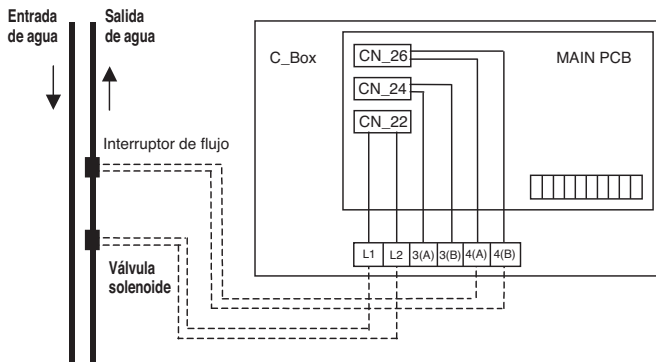 Entrada
de agua
Salida
de agua
C_Box
CN_26
MAIN PCB
CN_24
CN_22
Interruptor de flujo
L1 L2 3(A) 3(B) 4(A) 4(B)
Válvula
solenoide